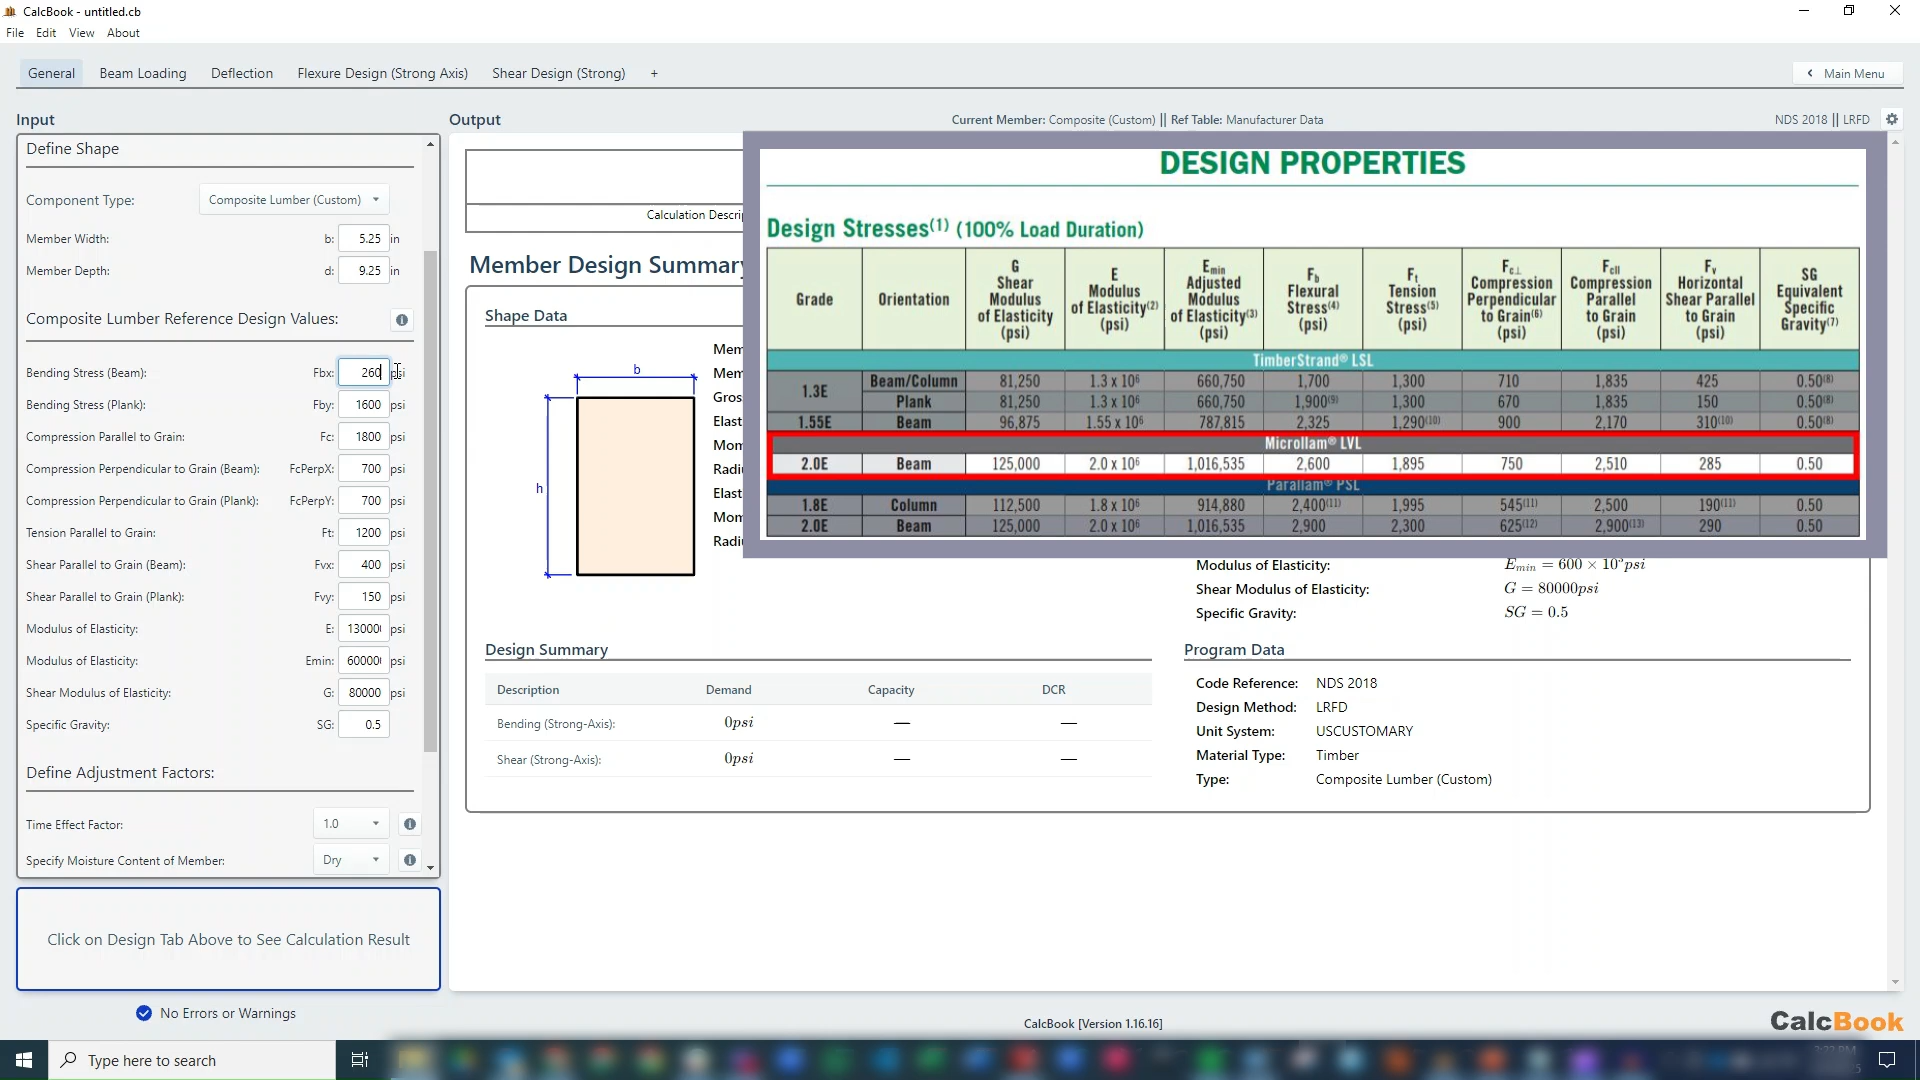 CalcBook - untitled.cb
File Edit View About
General Beam Loading Deflection Flexure Design (Strong Axis) Shear Design (Strong) + Main Menu
Input
Define Shape
Component Type: Composite Lumber (Custom)
Member Width: b: 5.25 in
Member Depth: d: 9.25 in
Composite Lumber Reference Design Values:
Bending Stress (Beam): Fbx: 260 psi
Bending Stress (Plank): Fby: 1600 psi
Compression Parallel to Grain: Fc: 1800 psi
Compression Perpendicular to Grain (Beam): FcPerpX: 700 psi
Compression Perpendicular to Grain (Plank): FcPerpY: 700 psi
Tension Parallel to Grain: Ft: 1200 psi
Shear Parallel to Grain (Beam): Fvx: 400 psi
Shear Parallel to Grain (Plank): Fvy: 150 psi
Modulus of Elasticity: E: 13000 psi
Modulus of Elasticity: Emin: 60000 psi
Shear Modulus of Elasticity: G: 80000 psi
Specific Gravity: SG: 0.5
Define Adjustment Factors:
Time Effect Factor: 1.0
Specify Moisture Content of Member: Dry
Click on Design Tab Above to See Calculation Result
No Errors or Warnings
Output
Current Member: Composite (Custom) || Ref Table: Manufacturer Data
NDS 2018 || LRFD
Calculation Descri
Member Design Summar
Shape Data
b
h
Mem
Mem
Gros
Elast
Mom
Radi
Elast
Mom
Radi
DESIGN PROPERTIES
Design Stresses(1) (100% Load Duration)
Grade
Orientation
G Shear Modulus of Elasticity (psi)
E Modulus of Elasticity(2) (psi)
Emin Adjusted Modulus of Elasticity(3) (psi)
Fb Flexural Stress(4) (psi)
Ft Tension Stress(5) (psi)
Fc⊥ Compression Perpendicular to Grain(6) (psi)
Fc|| Compression Parallel to Grain (psi)
Fv Horizontal Shear Parallel to Grain (psi)
SG Equivalent Specific Gravity(7)
TimberStrand® LSL
1.3E Beam/Column 81,250 1.3 x 10⁶ 660,750 1,700 1,300 710 1,835 425 0.50(8)
Plank 81,250 1.3 x 10⁶ 660,750 1,900(9) 1,300 670 1,835 150 0.50(8)
1.55E Beam 96,875 1.55 x 10⁶ 787,815 2,325 1,290(10) 900 2,170 310(10) 0.50(8)
Microllam® LVL
2.0E Beam 125,000 2.0 x 10⁶ 1,016,535 2,600 1,895 750 2,510 285 0.50
Parallam® PSL
1.8E Column 112,500 1.8 x 10⁶ 914,880 2,400(11) 1,995 545(11) 2,500 190(11) 0.50
2.0E Beam 125,000 2.0 x 10⁶ 1,016,535 2,900 2,300 625(12) 2,900(13) 290 0.50
Modulus of Elasticity: Emin = 600 × 10³psi
Shear Modulus of Elasticity: G = 80000psi
Specific Gravity: SG = 0.5
Design Summary
Description Demand Capacity DCR
Bending (Strong-Axis): 0psi — —
Shear (Strong-Axis): 0psi — —
Program Data
Code Reference: NDS 2018
Design Method: LRFD
Unit System: USCUSTOMARY
Material Type: Timber
Type: Composite Lumber (Custom)
CalcBook [Version 1.16.16]
CalcBook
Type here to search